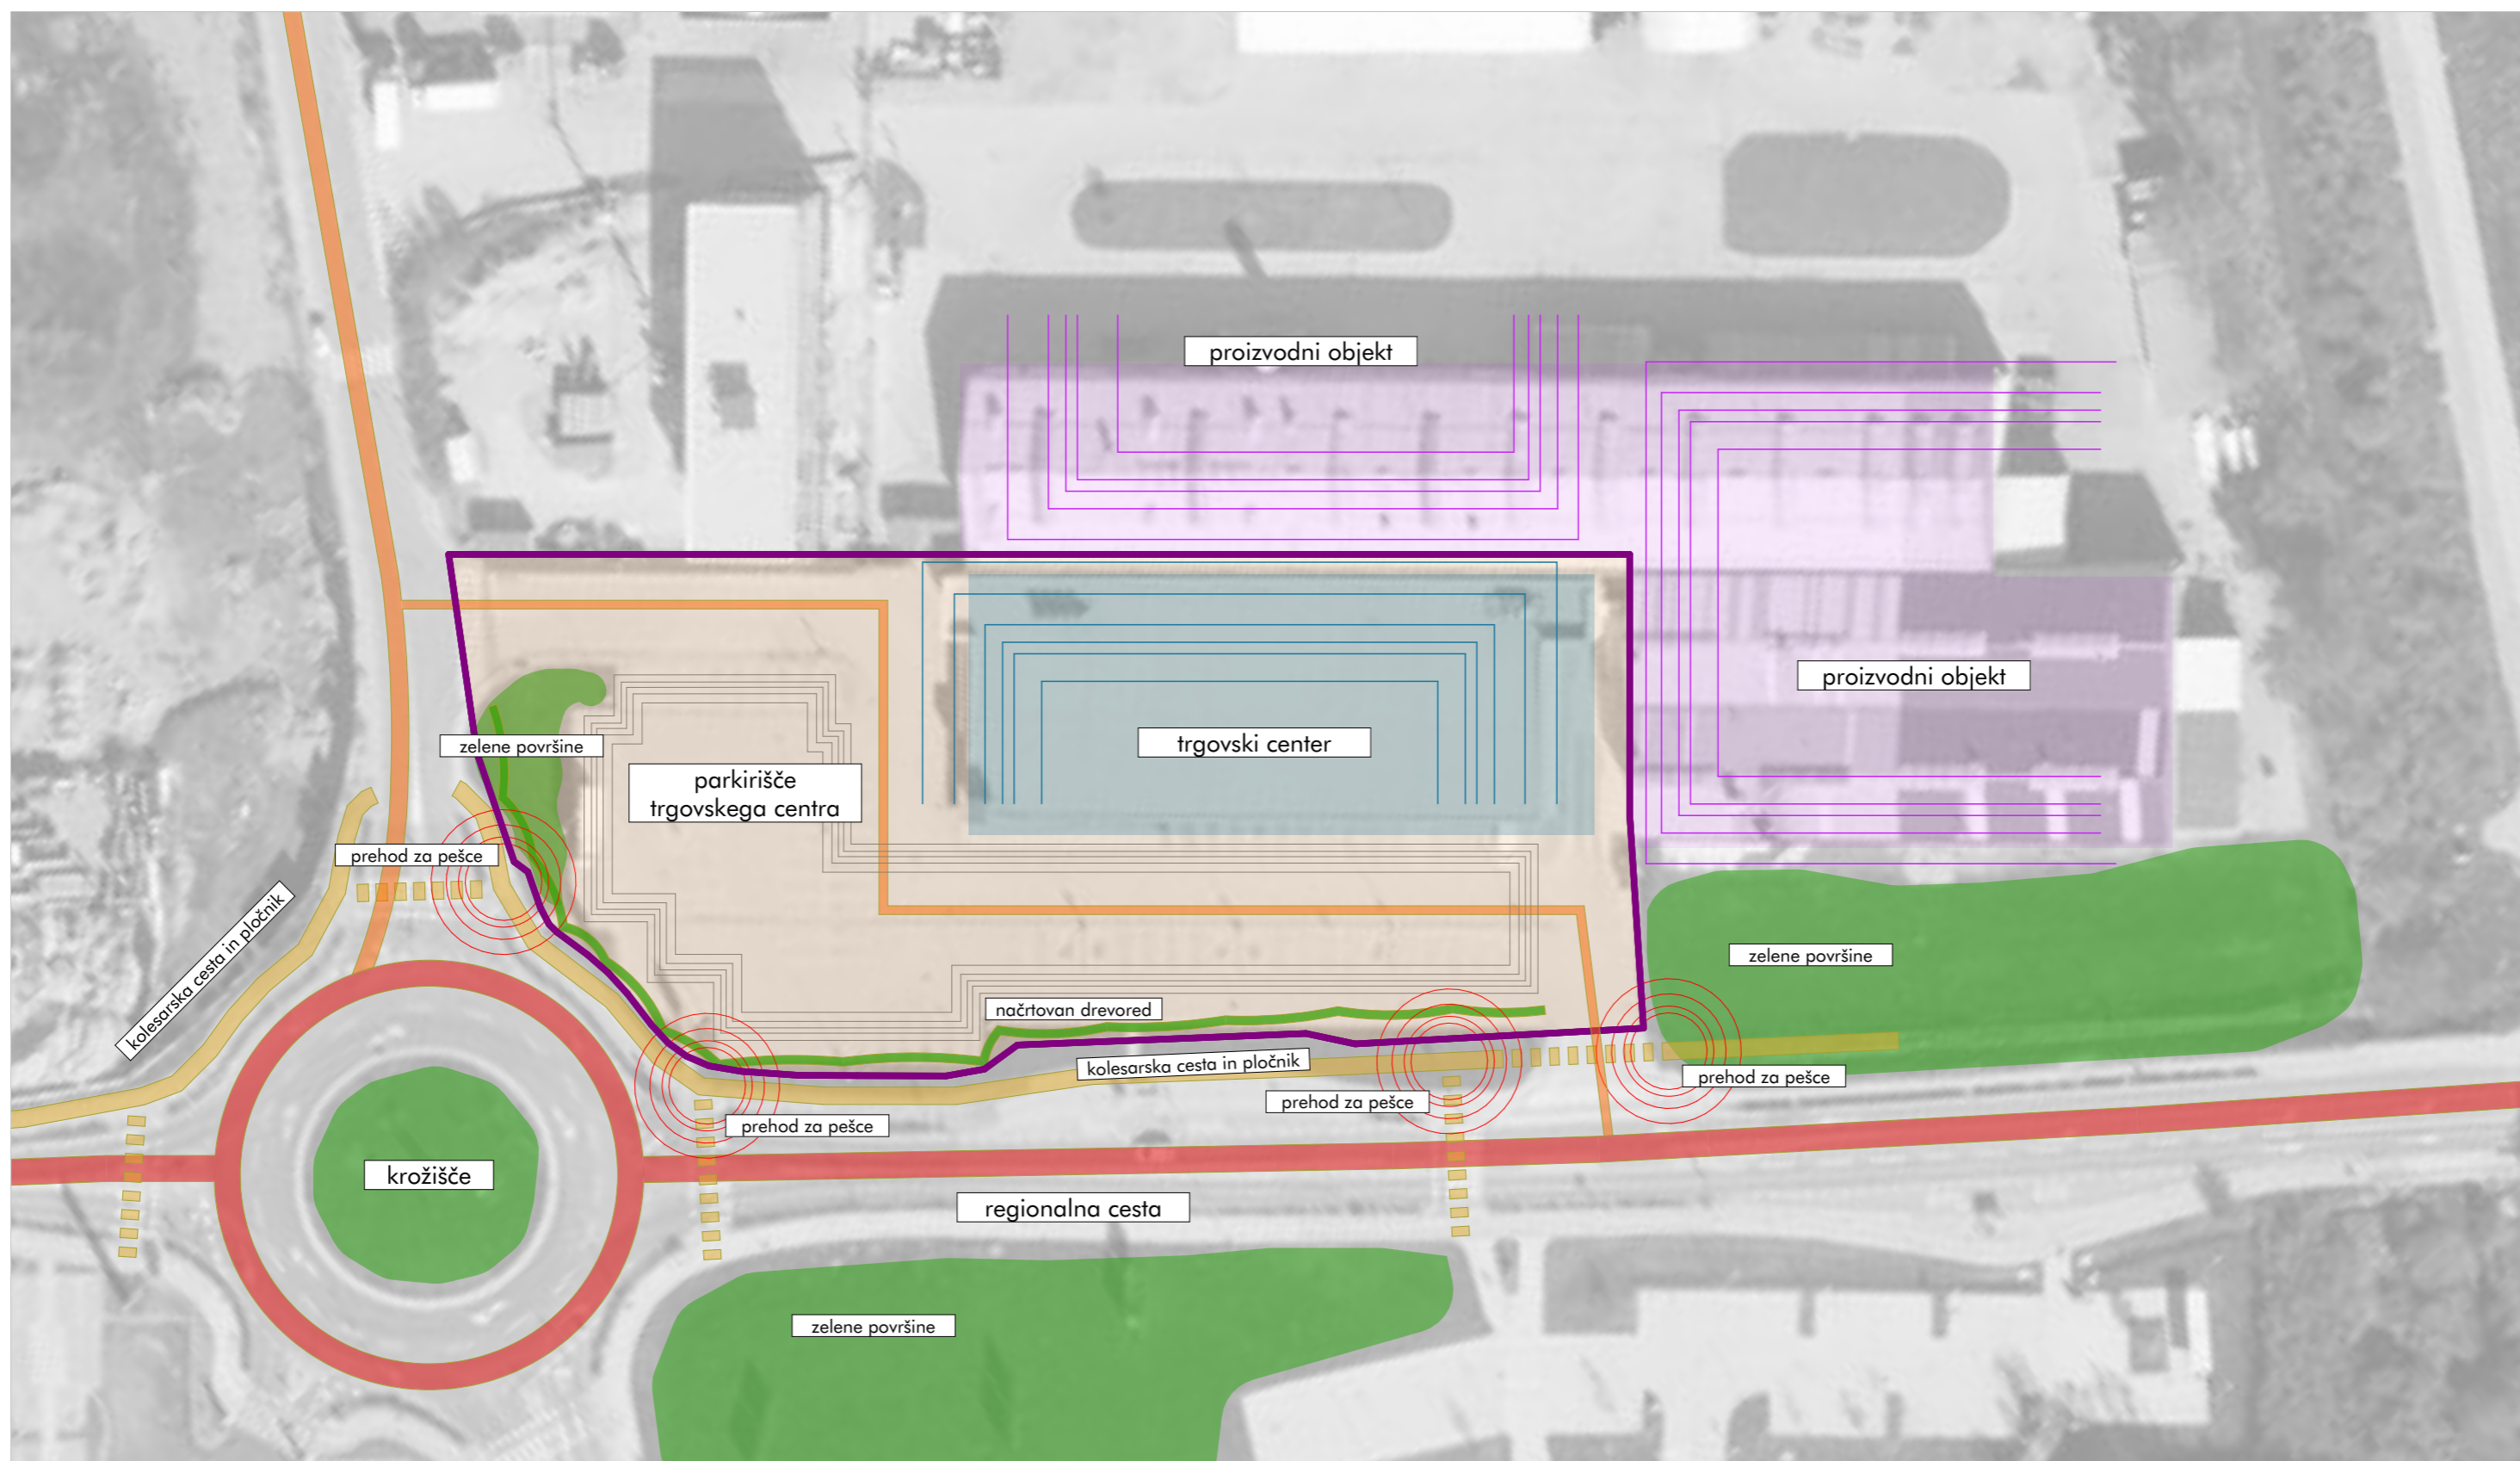 proizvodni objekt
proizvodni objekt
trgovski center
zelene površine
parkirišče
trgovskega centra
prehod za pešce
kolesarska cesta in pločnik
zelene površine
načrtovan drevored
kolesarska cesta in pločnik
prehod za pešce
prehod za pešce
prehod za pešce
krožišče
regionalna cesta
zelene površine